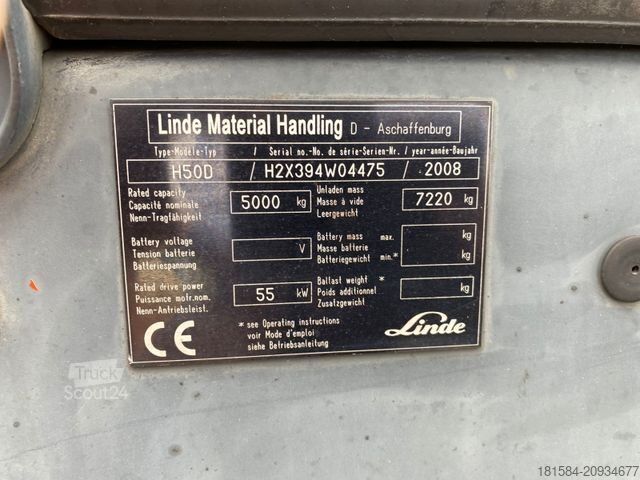 Linde Material Handling D - Aschaffenburg
Type-Modèle-Typ / Serial no.-No. de série-Serien-Nr. / year-année-Baujahr
H50D / H2X394W04475 / 2008
Rated capacity
Capacité nominale
Nenn-Tragfähigkeit
5000 kg
Unladen mass
Masse à vide
Leergewicht
7220 kg
Battery voltage
Tension batterie
Batteriespannung
V
Battery mass max.
Masse batterie
Batteriegewicht min.*
kg
kg
Rated drive power
Puissance motr.nom.
Nenn-Antriebsleist.
55 kW
Ballast weight *
Poids additionnel
Zusatzgewicht
kg
* see Operating instructions
voir Mode d'emploi
siehe Betriebsanleitung
CE
Linde
Truck
Scout24
181584-20934677